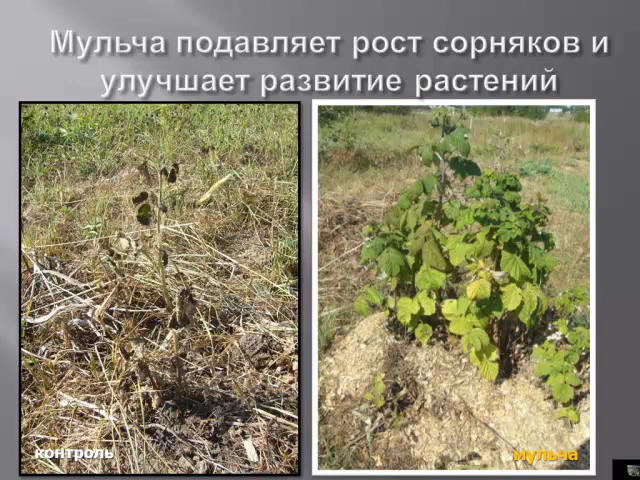 Мульча подавляет рост сорняков и
улучшает развитие растений
контроль
мульча